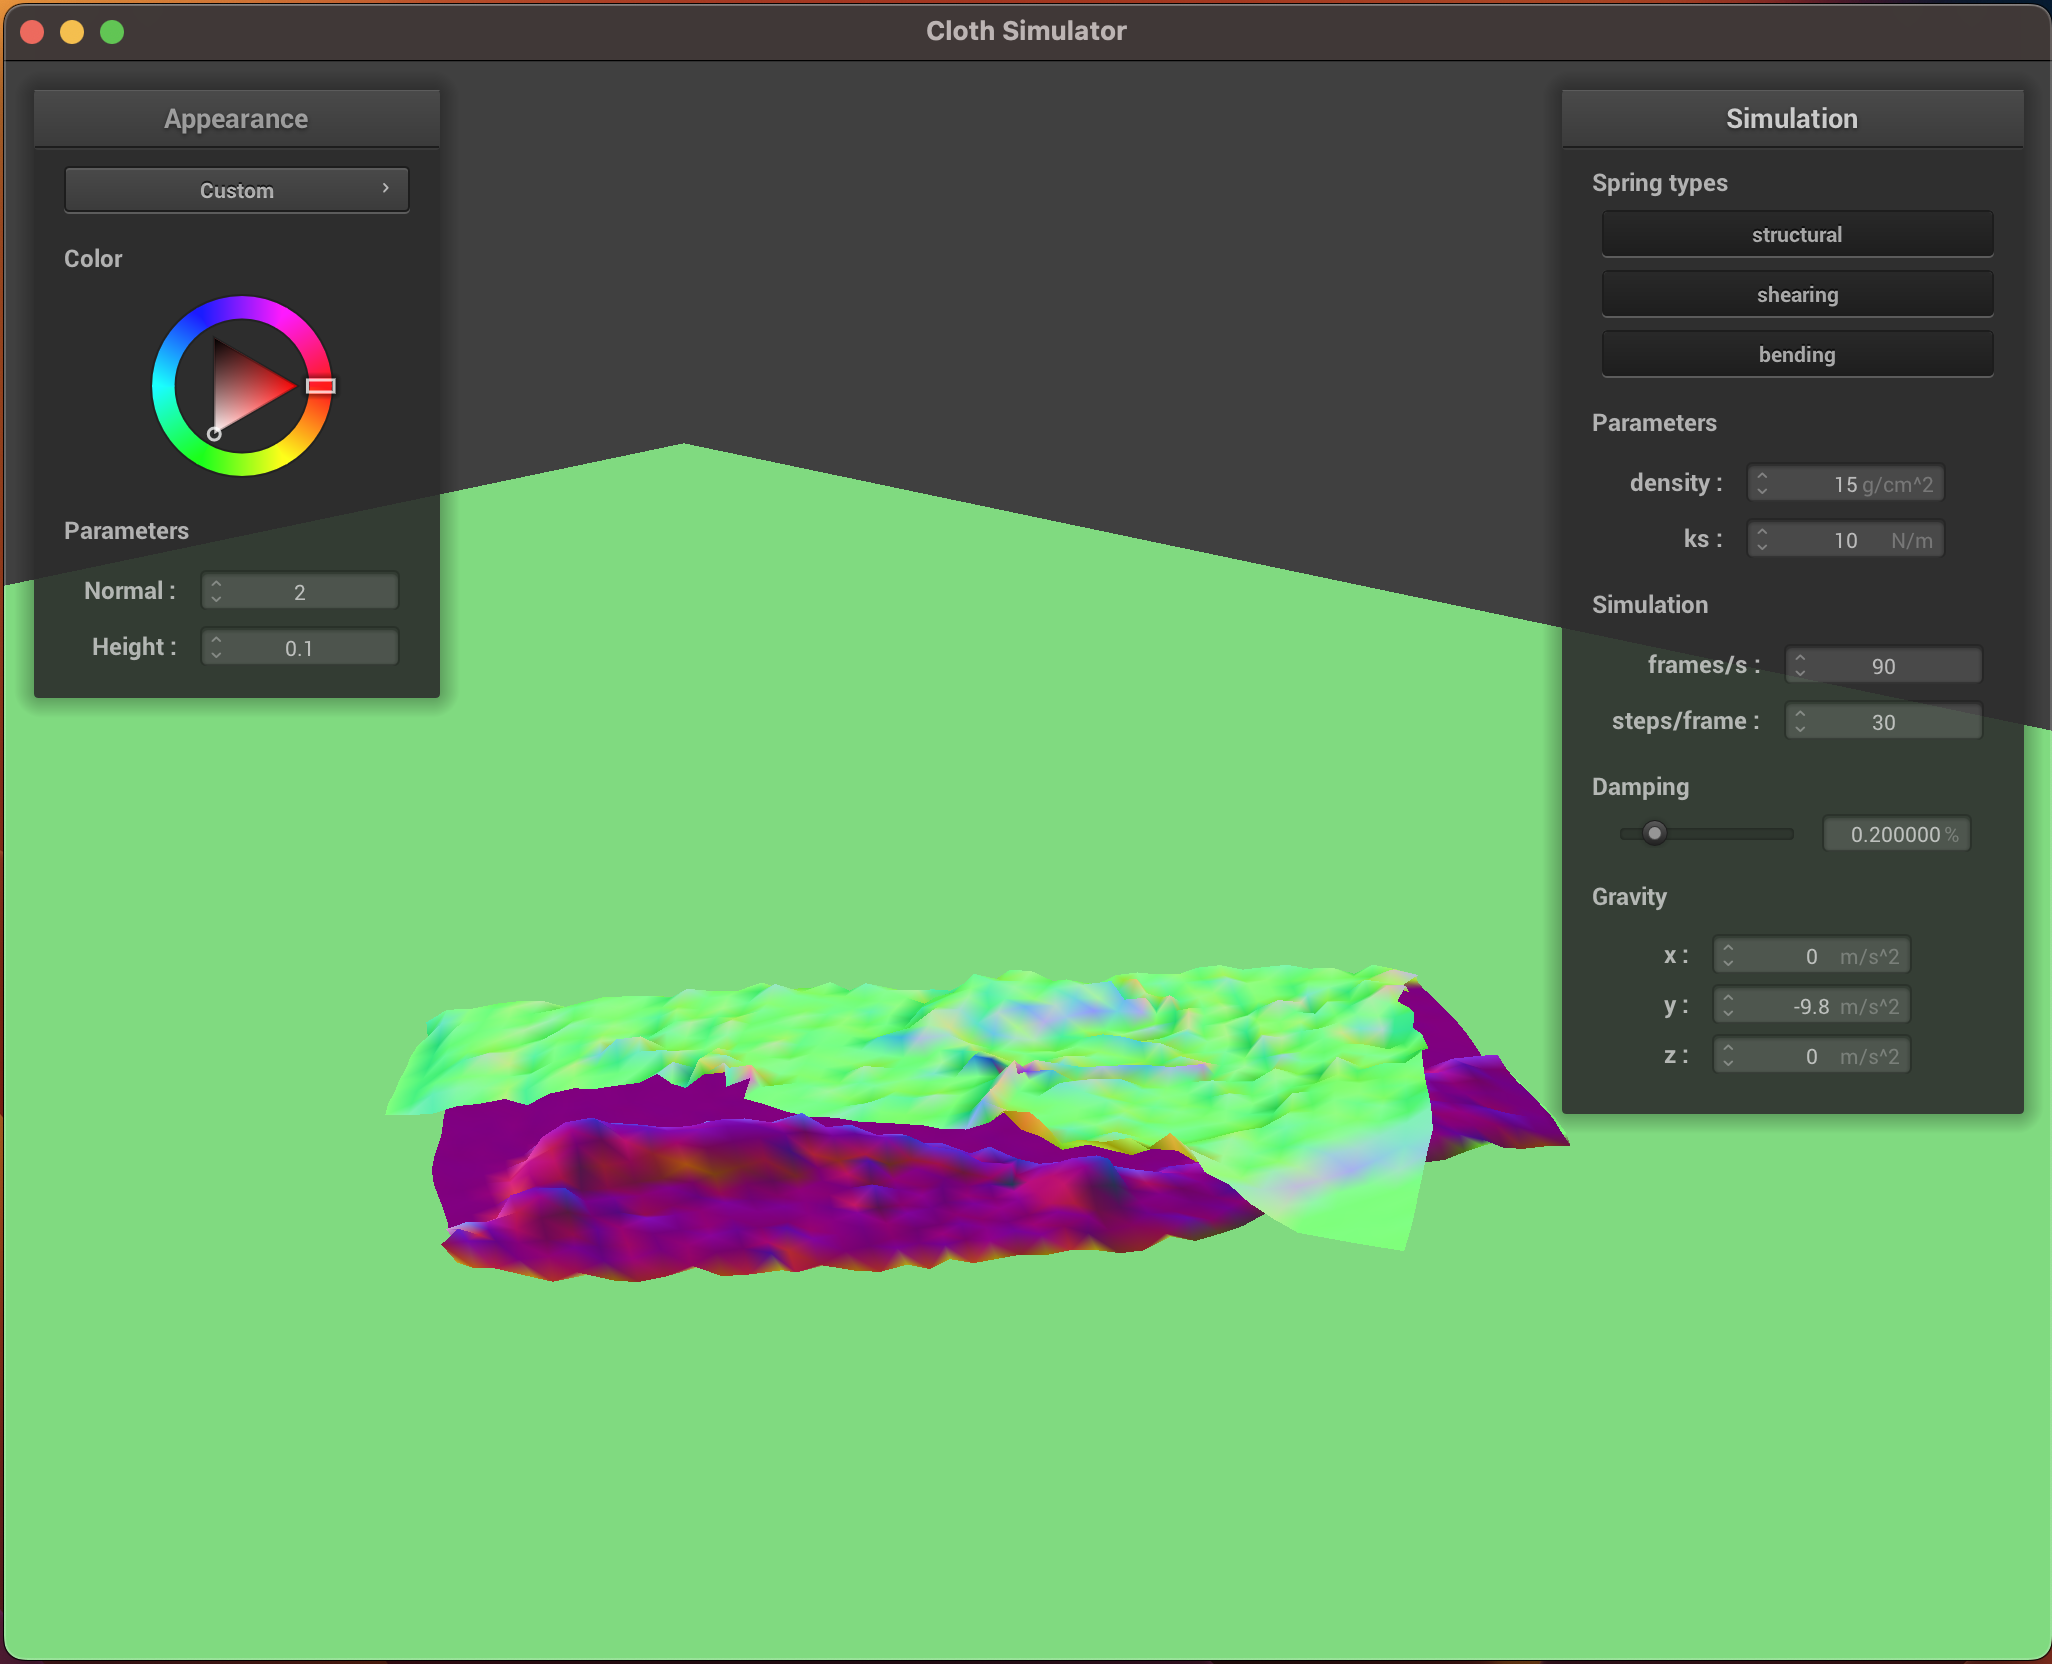 Cloth Simulator
Appearance
Custom
Color
Parameters
Normal : 2
Height : 0.1
Simulation
Spring types
structural
shearing
bending
Parameters
density : 15 g/cm^2
ks : 10 N/m
Simulation
frames/s : 90
steps/frame : 30
Damping
0.200000 %
Gravity
x : 0 m/s^2
y : -9.8 m/s^2
z : 0 m/s^2